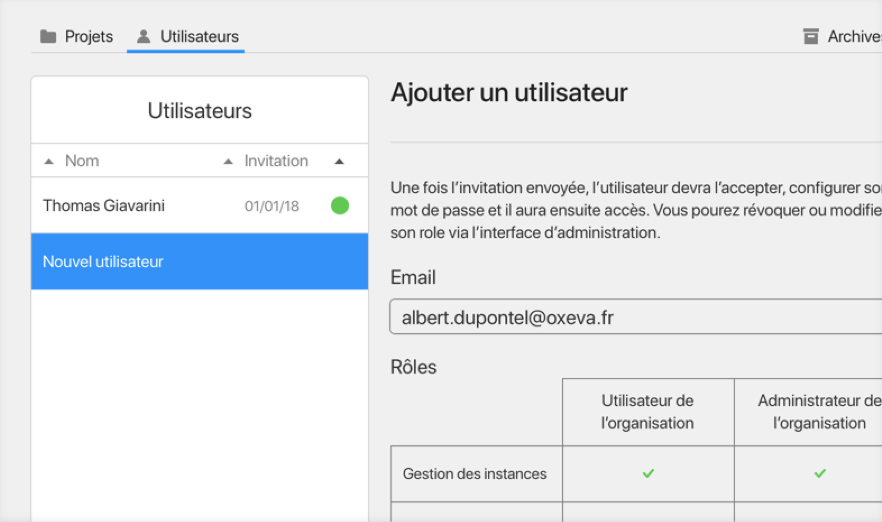 Projets
Utilisateurs
Archives
Utilisateurs
Nom
Invitation
Thomas Giavarini
01/01/18
Nouvel utilisateur
Ajouter un utilisateur
Une fois l'invitation envoyée, l'utilisateur devra l'accepter, configurer so
mot de passe et il aura ensuite accès. Vous pourez révoquer ou modifie
son role via l'interface d'administration.
Email
albert.dupontel@oxeva.fr
Rôles
Utilisateur de
l'organisation
Administrateur de
l'organisation
Gestion des instances